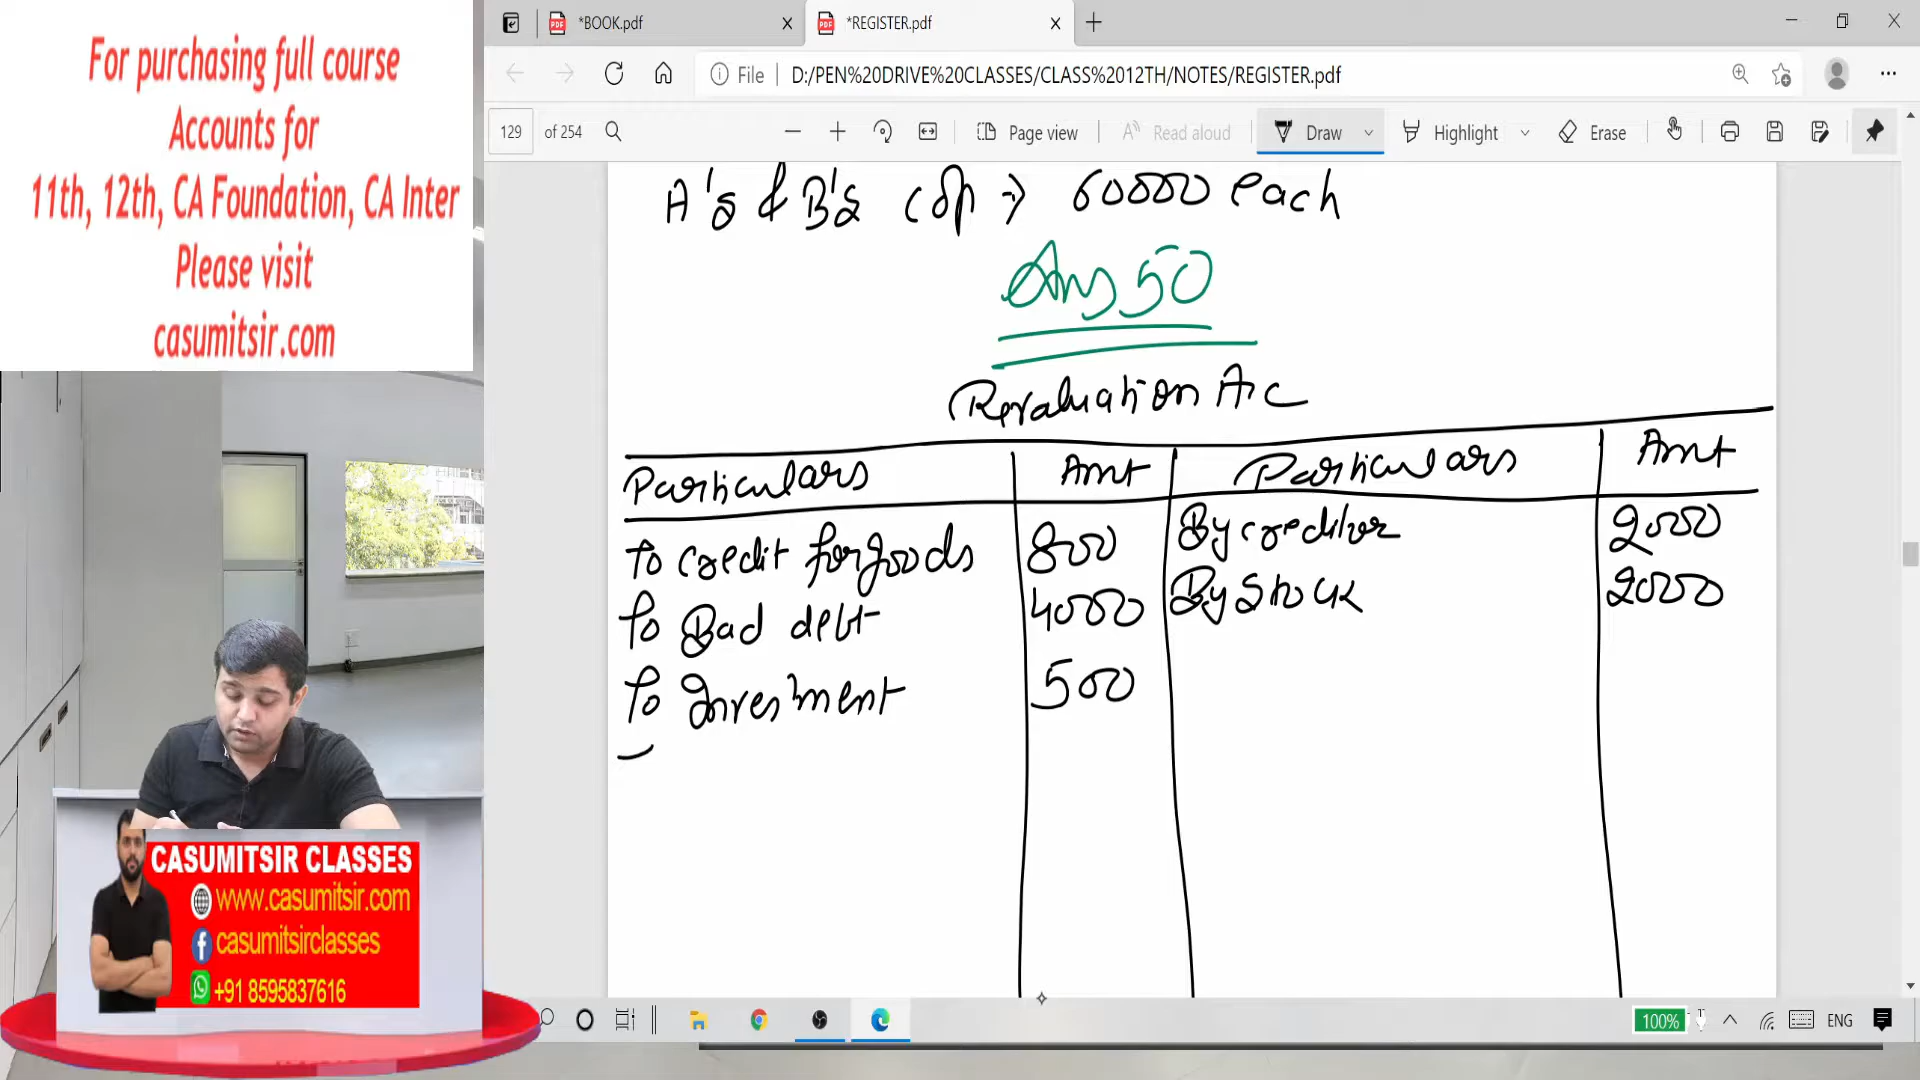 For purchasing full course
Accounts for
11th, 12th, CA Foundation, CA Inter
Please visit
casumitsir.com
*BOOK.pdf
*REGISTER.pdf
File
D:/PEN%20DRIVE%20CLASSES/CLASS%2012TH/NOTES/REGISTER.pdf
129 of 254
Page view
Read aloud
Draw
Highlight
Erase
A's & B's Cap → 60000 each
Ans 50
Revaluation A/c
Particulars Amt Particulars Amt
To credit for goods 800 By creditor 2000
To Bad debt 4000 By Stock 2000
To Investment 500
CASUMITSIR CLASSES
www.casumitsir.com
casumitsirclasses
+91 8595837616
100%
ENG